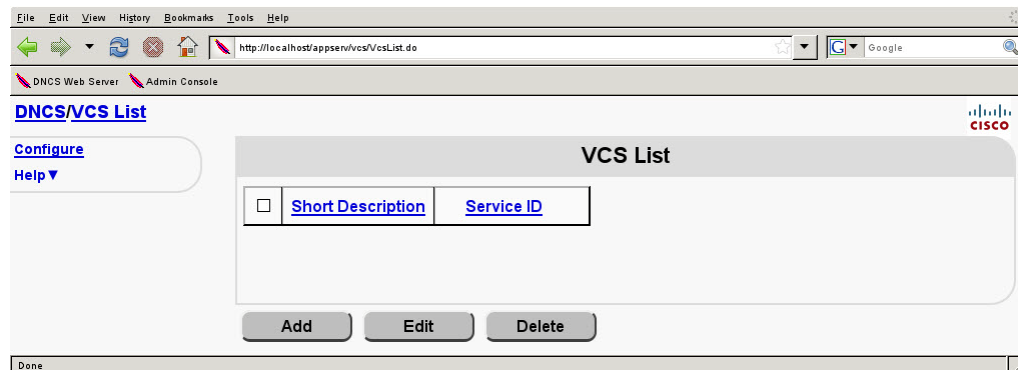 File Edit View History Bookmarks Tools Help
http://localhost/appserv/vcs/VcsList.do
G Google
DNCS Web Server Admin Console
DNCS/VCS List
CISCO
Configure
Help▼
VCS List
Short Description Service ID
Add Edit Delete
Done